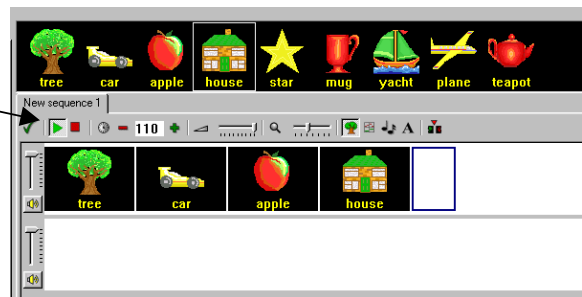 tree car apple house star mug yacht plane teapot
New sequence 1
110 A
tree car apple house